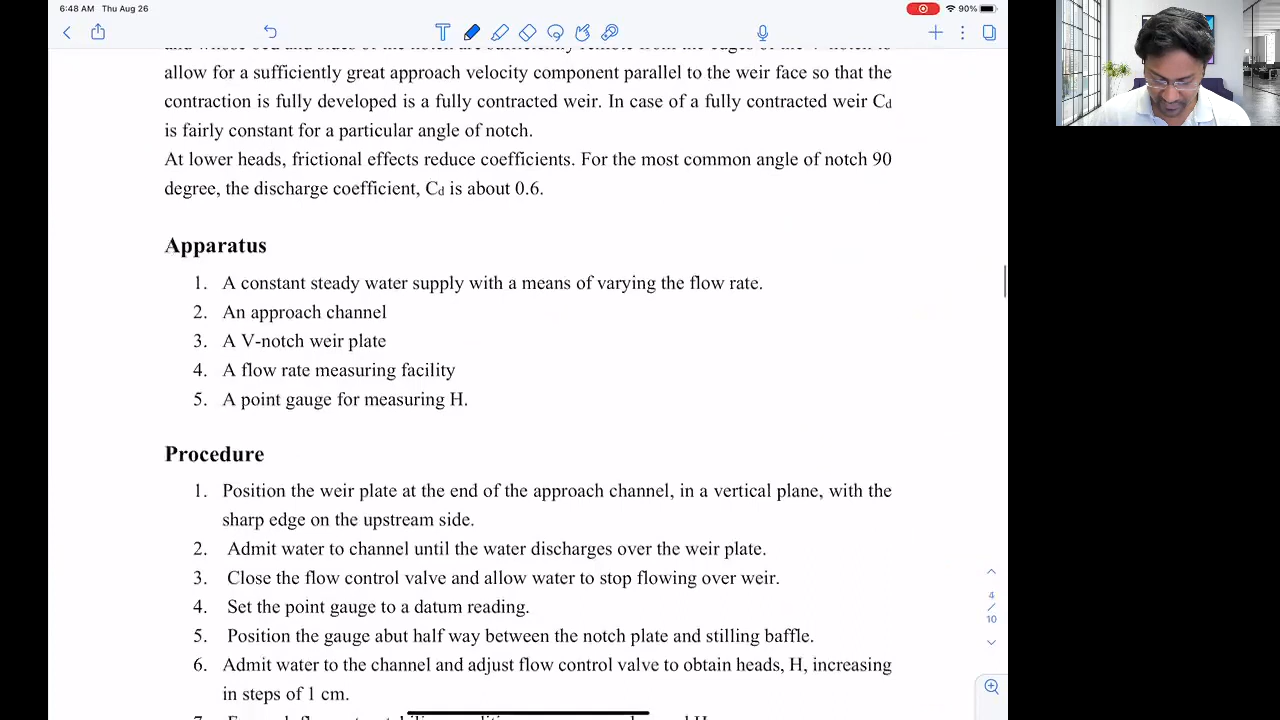 6:48 AM Thu Aug 26
90%
allow for a sufficiently great approach velocity component parallel to the weir face so that the
contraction is fully developed is a fully contracted weir. In case of a fully contracted weir Cd
is fairly constant for a particular angle of notch.
At lower heads, frictional effects reduce coefficients. For the most common angle of notch 90
degree, the discharge coefficient, Cd is about 0.6.
Apparatus
1. A constant steady water supply with a means of varying the flow rate.
2. An approach channel
3. A V-notch weir plate
4. A flow rate measuring facility
5. A point gauge for measuring H.
Procedure
1. Position the weir plate at the end of the approach channel, in a vertical plane, with the
sharp edge on the upstream side.
2. Admit water to channel until the water discharges over the weir plate.
3. Close the flow control valve and allow water to stop flowing over weir.
4. Set the point gauge to a datum reading.
5. Position the gauge abut half way between the notch plate and stilling baffle.
6. Admit water to the channel and adjust flow control valve to obtain heads, H, increasing
in steps of 1 cm.
4
/
10